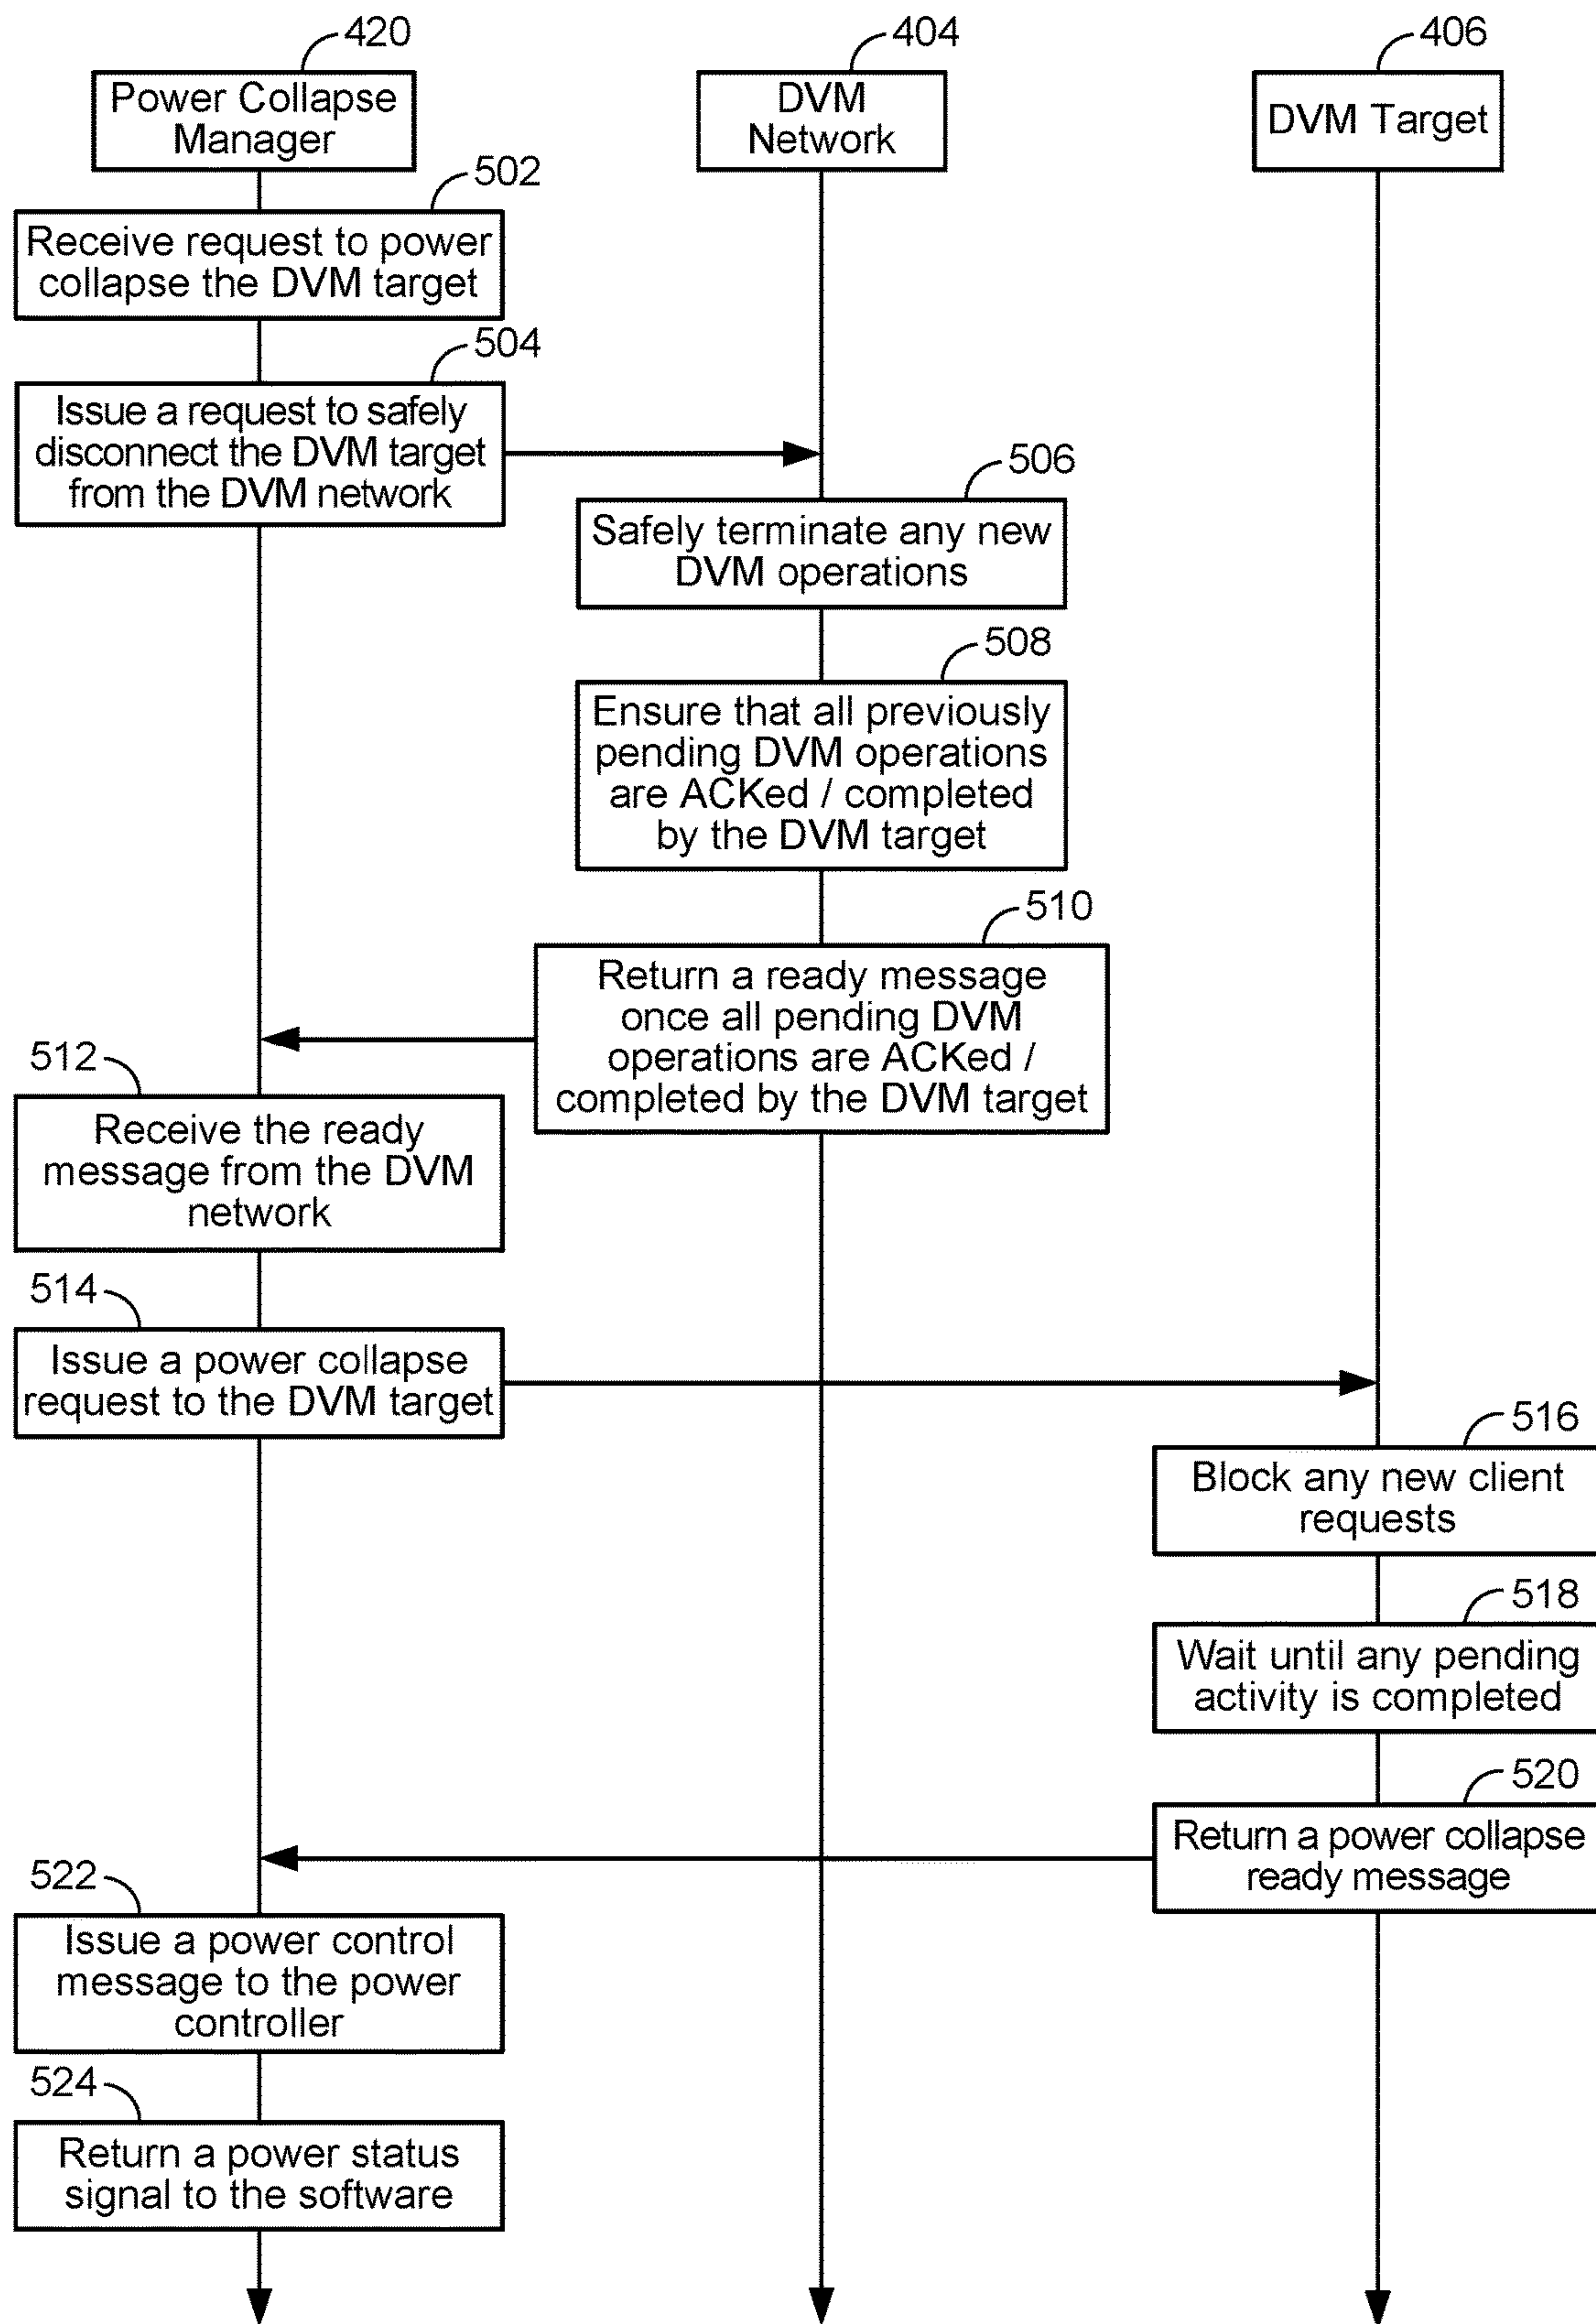 420
Power Collapse
Manager
404
DVM
Network
406
DVM Target
502
Receive request to power
collapse the DVM target
504
Issue a request to safely
disconnect the DVM target
from the DVM network
506
Safely terminate any new
DVM operations
508
Ensure that all previously
pending DVM operations
are ACKed / completed
by the DVM target
510
Return a ready message
once all pending DVM
operations are ACKed /
completed by the DVM target
512
Receive the ready
message from the DVM
network
514
Issue a power collapse
request to the DVM target
516
Block any new client
requests
518
Wait until any pending
activity is completed
520
Return a power collapse
ready message
522
Issue a power control
message to the power
controller
524
Return a power status
signal to the software